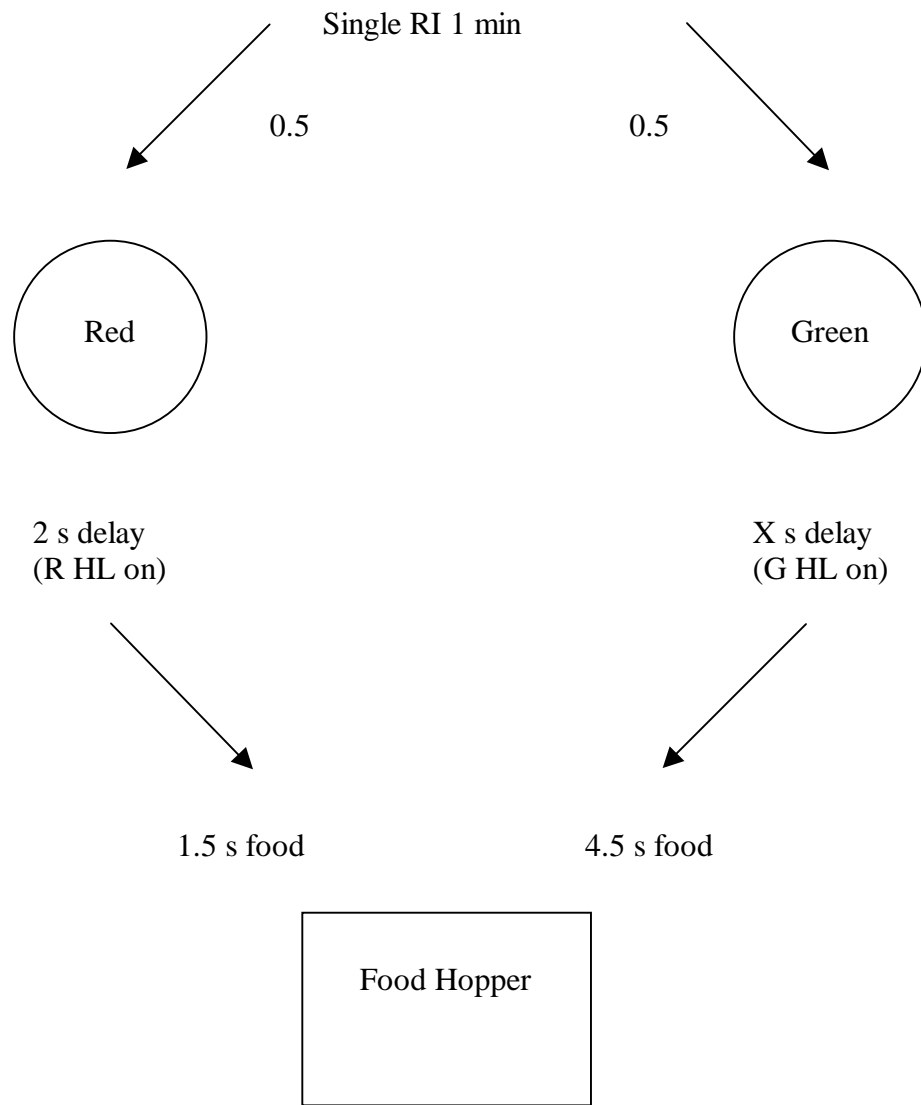 Single RI 1 min
0.5
0.5
Red
Green
2 s delay
(R HL on)
X s delay
(G HL on)
1.5 s food
4.5 s food
Food Hopper